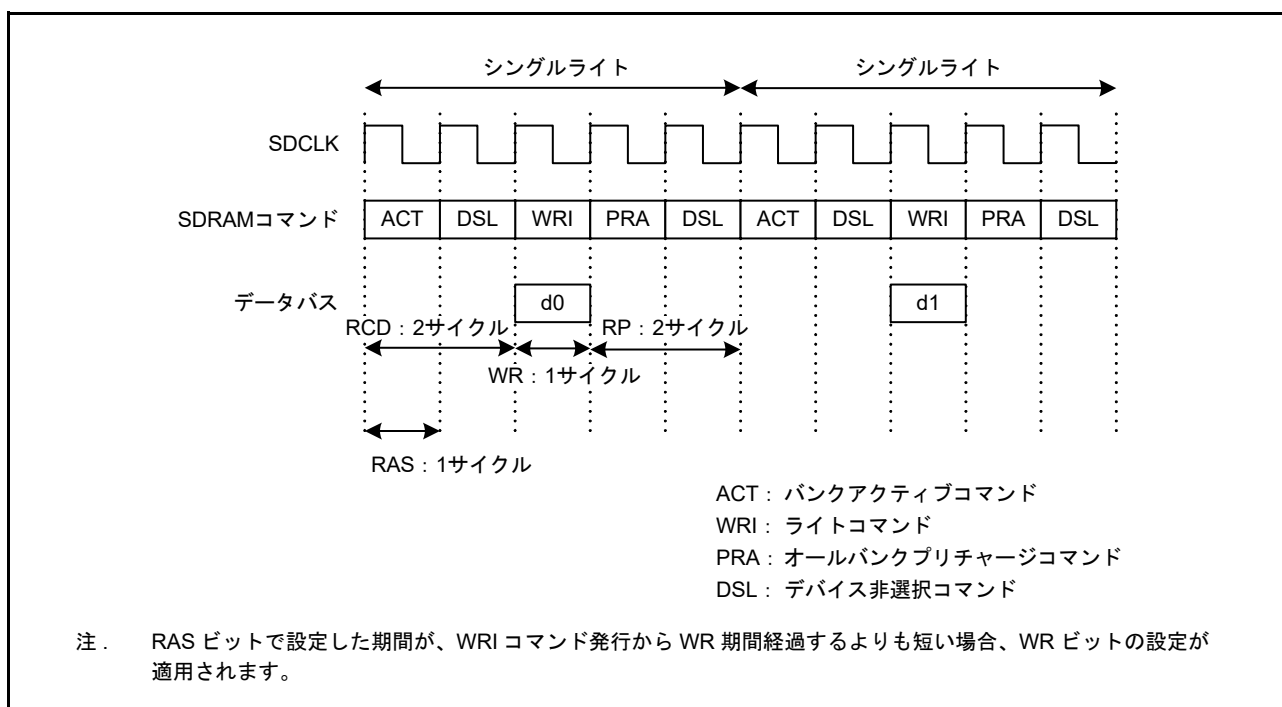 シングルライト シングルライト
SDCLK
SDRAMコマンド ACT DSL WRI PRA DSL ACT DSL WRI PRA DSL
データバス d0 d1
RCD：2サイクル RP：2サイクル
WR：1サイクル
RAS：1サイクル
ACT： バンクアクティブコマンド
WRI： ライトコマンド
PRA： オールバンクプリチャージコマンド
DSL： デバイス非選択コマンド
注． RAS ビットで設定した期間が、WRI コマンド発行から WR 期間経過するよりも短い場合、WR ビットの設定が
適用されます。